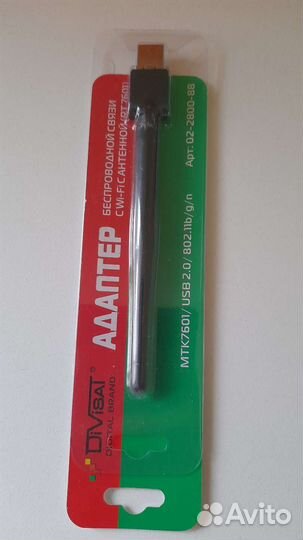 DiViSAT
DIGITAL BRAND
АДАПТЕР
БЕСПРОВОДНОЙ СВЯЗИ
С Wi-Fi С АНТЕННОЙ (RT7601)
MTK7601/ USB 2.0/ 802.11b/g/n
Арт. 02-2800-88
Avito